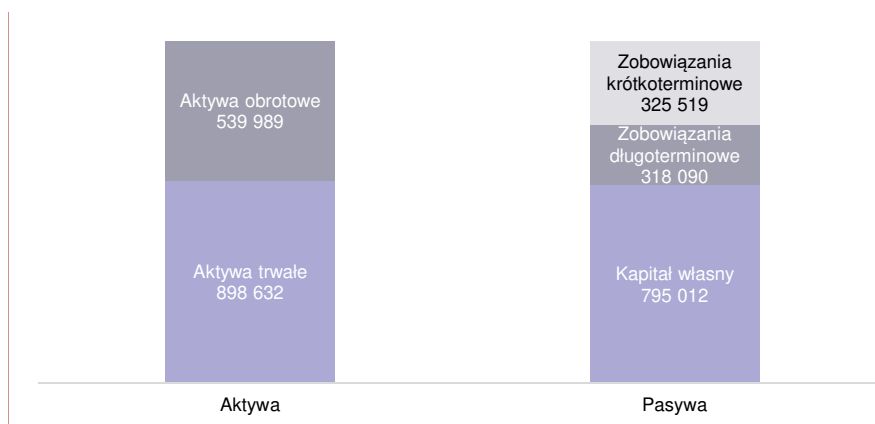 Aktywa obrotowe
539 989
Aktywa trwałe
898 632
Zobowiązania
krótkoterminowe
325 519
Zobowiązania
długoterminowe
318 090
Kapitał własny
795 012
Aktywa
Pasywa